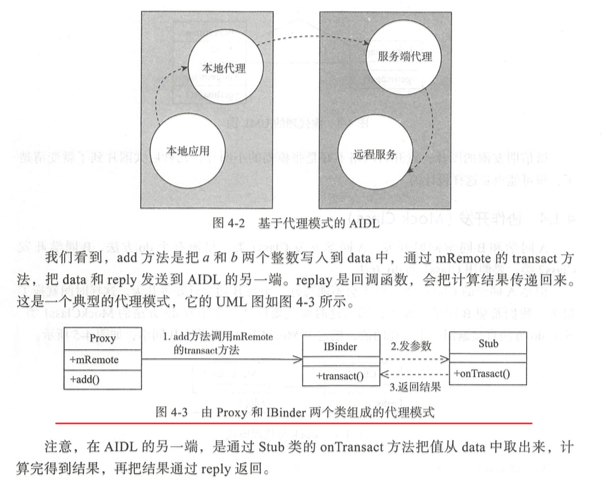 本地代理
服务端代理
本地应用
远程服务
图 4-2 基于代理模式的 AIDL
我们看到，add 方法是把 a 和 b 两个整数写入到 data 中，通过 mRemote 的 transact 方
法，把 data 和 reply 发送到 AIDL 的另一端。replay 是回调函数，会把计算结果传递回来。
这是一个典型的代理模式，它的 UML 图如图 4-3 所示。
Proxy
+mRemote
+add()
1. add方法调用mRemote
的transact方法
IBinder
+transact()
2.发参数
3.返回结果
Stub
+onTrasact()
图 4-3 由 Proxy 和 IBinder 两个类组成的代理模式
注意，在 AIDL 的另一端，是通过 Stub 类的 onTransact 方法把值从 data 中取出来，计
算完得到结果，再把结果通过 reply 返回。